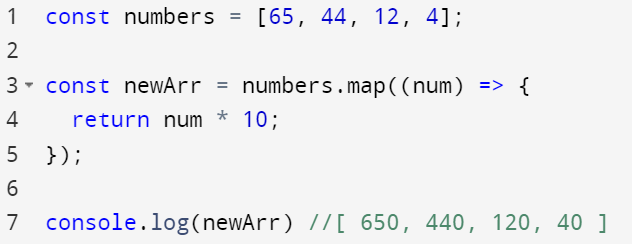 1 const numbers = [65, 44, 12, 4];
2
3 const newArr = numbers.map((num) => {
4   return num * 10;
5 });
6
7 console.log(newArr) //[ 650, 440, 120, 40 ]